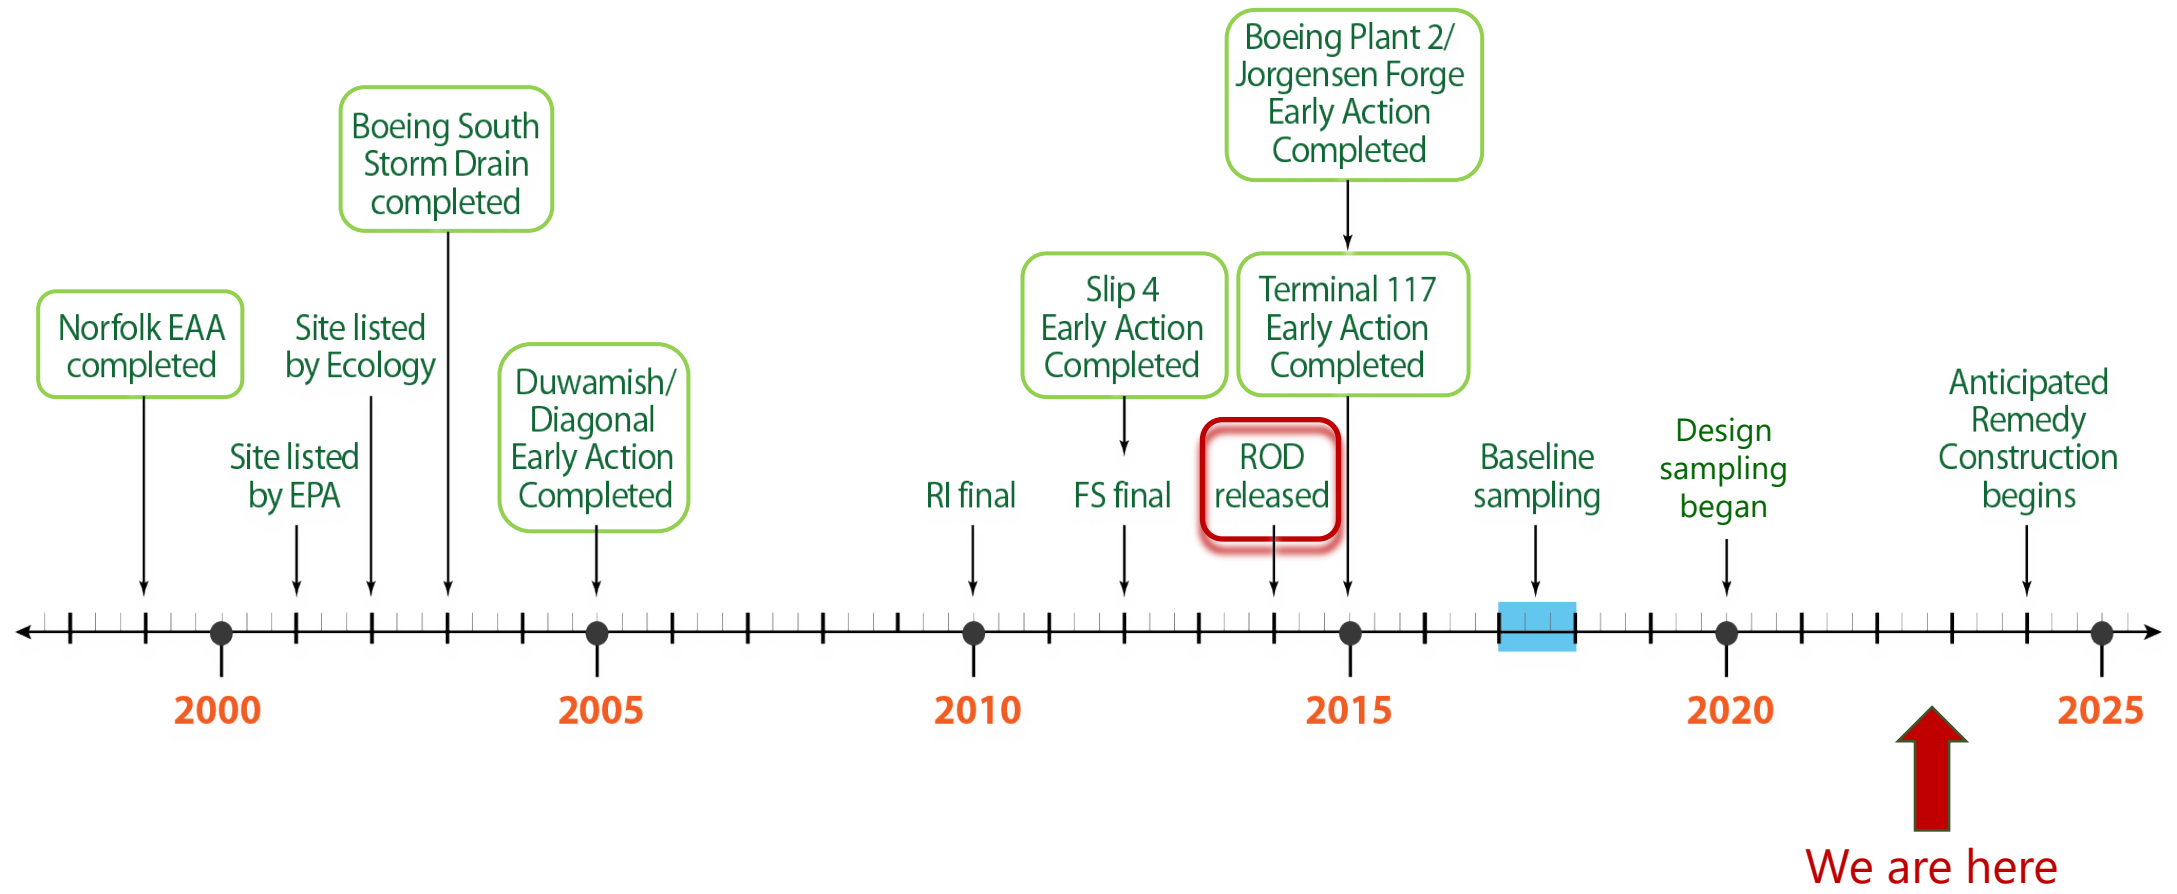 Boeing Plant 2/
Jorgensen Forge
Early Action
Completed
Boeing South
Storm Drain
completed
Norfolk EAA
completed
Site listed
by Ecology
Site listed
by EPA
Duwamish/
Diagonal
Early Action
Completed
Slip 4
Early Action
Completed
Terminal 117
Early Action
Completed
RI final
FS final
ROD
released
Baseline
sampling
Design
sampling
began
Anticipated
Remedy
Construction
begins
2000
2005
2010
2015
2020
2025
We are here